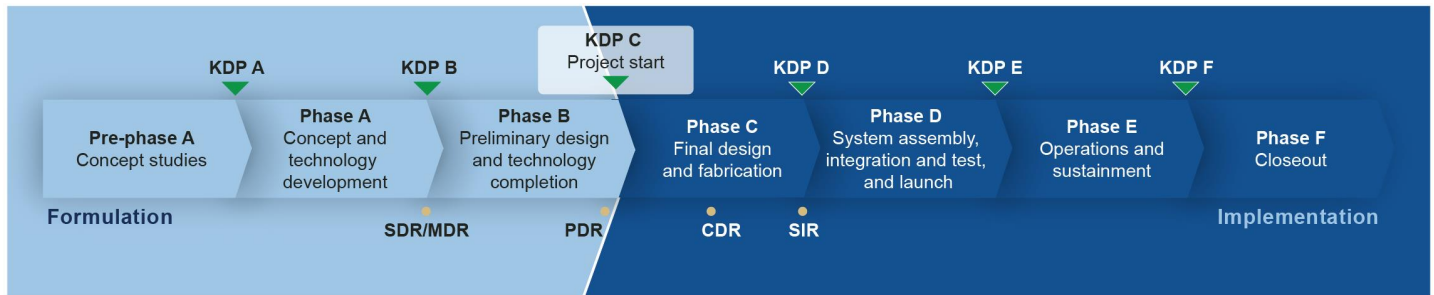 KDP C
Project start
KDP A
KDP B
KDP D
KDP E
KDP F
Pre-phase A
Concept studies
Phase A
Concept and
technology
development
Phase B
Preliminary design
and technology
completion
Phase C
Final design
and fabrication
Phase D
System assembly,
integration and test,
and launch
Phase E
Operations and
sustainment
Phase F
Closeout
Formulation
Implementation
SDR/MDR
PDR
CDR
SIR